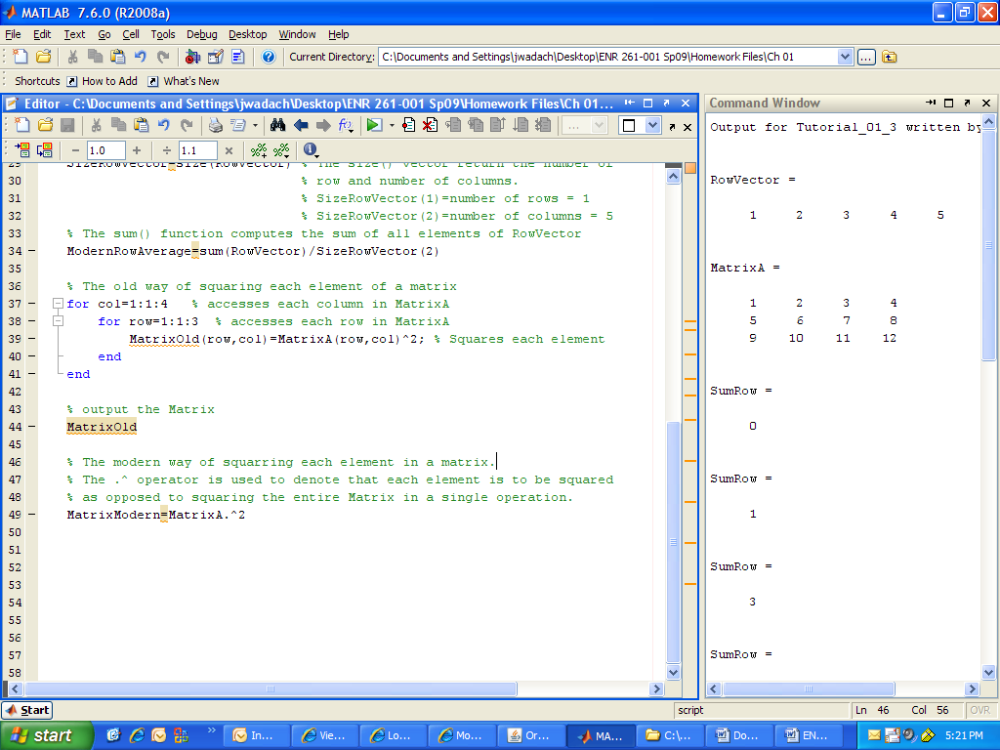 MATLAB 7.6.0 (R2008a)
File Edit Text Go Cell Tools Debug Desktop Window Help
Current Directory: C:\Documents and Settings\jwadach\Desktop\ENR 261-001 Sp09\Homework Files\Ch 01
Shortcuts How to Add What's New
Editor - C:\Documents and Settings\jwadach\Desktop\ENR 261-001 Sp09\Homework Files\Ch 01...
1.0 1.1
29 SizeRowVector=size(RowVector) % The size() vector return the number of
30 % row and number of columns.
31 % SizeRowVector(1)=number of rows = 1
32 % SizeRowVector(2)=number of columns = 5
33 % The sum() function computes the sum of all elements of RowVector
34 ModernRowAverage=sum(RowVector)/SizeRowVector(2)
35
36 % The old way of squaring each element of a matrix
37 for col=1:1:4 % accesses each column in MatrixA
38 for row=1:1:3 % accesses each row in MatrixA
39 MatrixOld(row,col)=MatrixA(row,col)^2; % Squares each element
40 end
41 end
42
43 % output the Matrix
44 MatrixOld
45
46 % The modern way of squarring each element in a matrix.
47 % The .^ operator is used to denote that each element is to be squared
48 % as opposed to squaring the entire Matrix in a single operation.
49 MatrixModern=MatrixA.^2
50
51
52
53
54
55
56
57
58
Command Window
Output for Tutorial_01_3 written by
RowVector =
1 2 3 4 5
MatrixA =
1 2 3 4
5 6 7 8
9 10 11 12
SumRow =
0
SumRow =
1
SumRow =
3
SumRow =
Start
script Ln 46 Col 56 OVR
start In... Vie... Lo... Mo... Or... MA... C:\... Do... EN... 5:21 PM